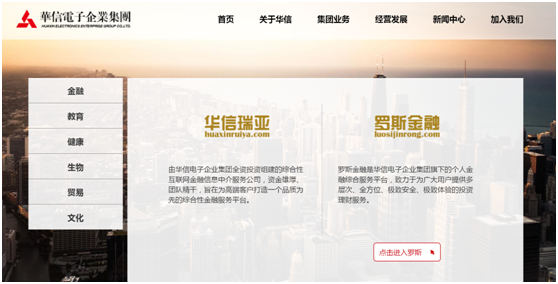 華信電子企業集團
HUAXIN ELECTRONICS ENTERPRISE GROUP CO.,LTD.
首页 关于华信 集团业务 经营发展 新闻中心 加入我们
金融
教育
健康
生物
贸易
文化
华信瑞亚
huaxinruiya.com
由华信电子企业集团全资投资组建的综合性
互联网金融信息中介服务公司，资金雄厚、
团队精干，旨在为高端客户打造一个品质为
先的综合性金融服务平台。
罗斯金融
luosijinrong.com
罗斯金融是华信电子企业集团旗下的个人金
融综合服务平台，致力于为广大用户提供多
层次、全方位、极致安全、极致体验的投资
理财服务。
点击进入罗斯